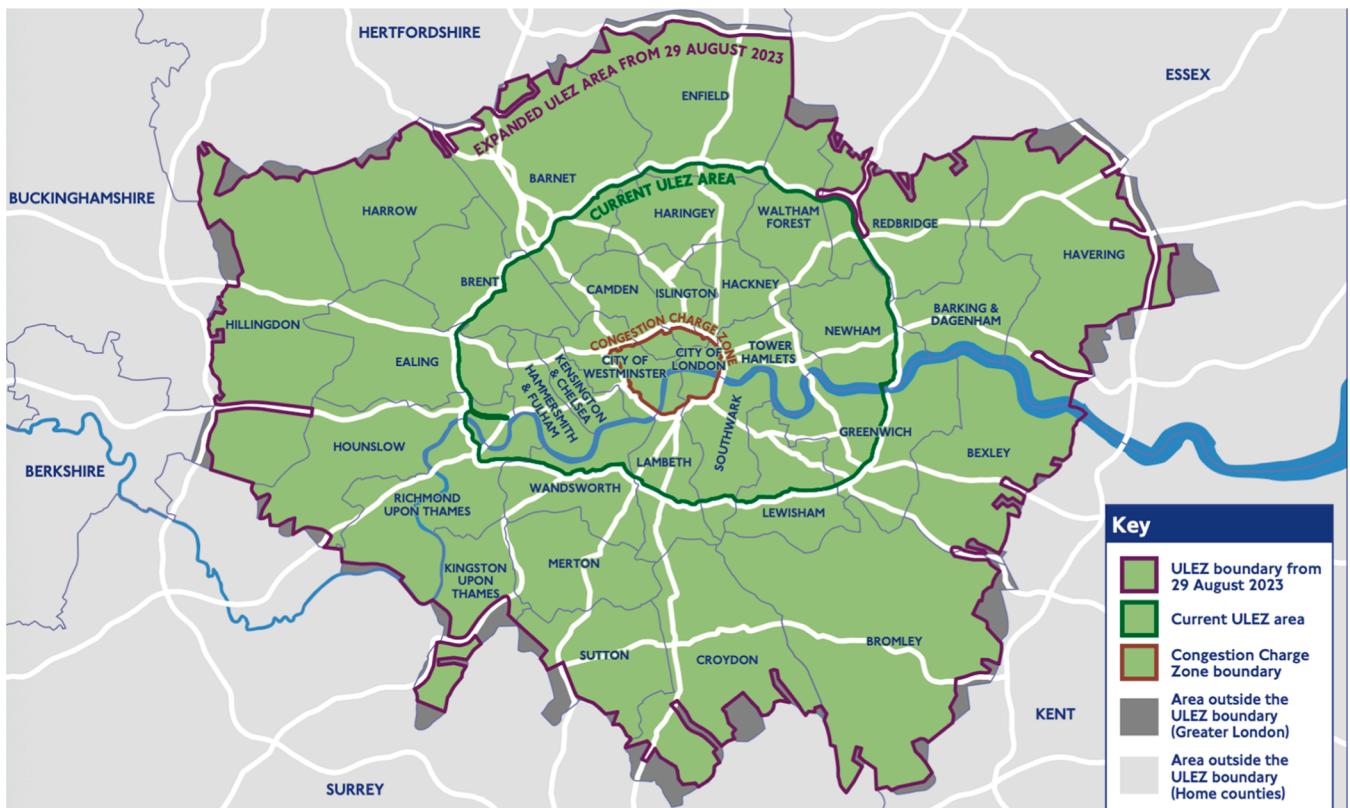 HERTFORDSHIRE
ESSEX
EXPANDED ULEZ AREA FROM 29 AUGUST 2023
ENFIELD
BUCKINGHAMSHIRE
BARNET
CURRENT ULEZ AREA
HARROW
HARINGEY
WALTHAM
FOREST
REDBRIDGE
HAVERING
BRENT
CAMDEN
ISLINGTON
HACKNEY
HILLINGDON
BARKING &
DAGENHAM
NEWHAM
CONGESTION CHARGE ZONE
EALING
CITY OF
WESTMINSTER
CITY OF
LONDON
TOWER
HAMLETS
KENSINGTON
& CHELSEA
HAMMERSMITH
& FULHAM
SOUTHWARK
GREENWICH
HOUNSLOW
BEXLEY
BERKSHIRE
LAMBETH
WANDSWORTH
RICHMOND
UPON THAMES
LEWISHAM
MERTON
KINGSTON
UPON
THAMES
BROMLEY
SUTTON
CROYDON
KENT
SURREY
Key
ULEZ boundary from
29 August 2023
Current ULEZ area
Congestion Charge
Zone boundary
Area outside the
ULEZ boundary
(Greater London)
Area outside the
ULEZ boundary
(Home counties)